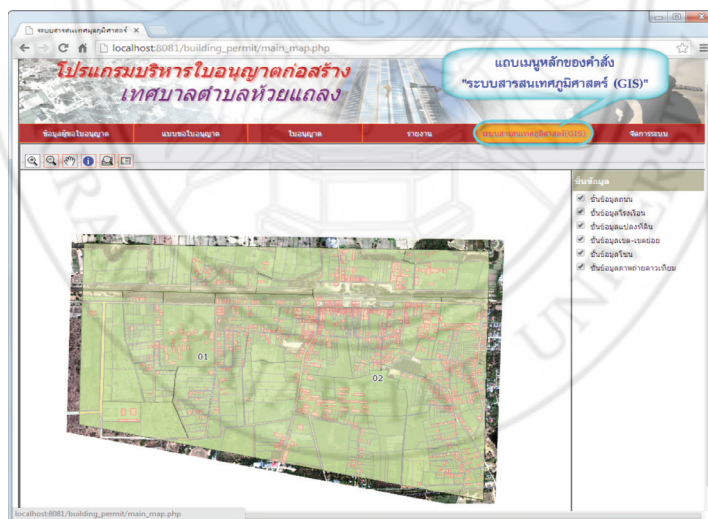 ระบบสารสนเทศภูมิศาสตร์
localhost:8081/building_permit/main_map.php
โปรแกรมบริหารใบอนุญาตก่อสร้าง
เทศบาลตำบลห้วยแถลง
แถบเมนูหลักของคำสั่ง
"ระบบสารสนเทศภูมิศาสตร์ (GIS)"
ข้อมูลผู้ขอใบอนุญาต แบบขอใบอนุญาต ใบอนุญาต รายงาน ระบบสารสนเทศภูมิศาสตร์(GIS) จัดการระบบ
ชั้นข้อมูล
ชั้นข้อมูลถนน
ชั้นข้อมูลโรงเรือน
ชั้นข้อมูลแปลงที่ดิน
ชั้นข้อมูลเขต-เขตย่อย
ชั้นข้อมูลโซน
ชั้นข้อมูลภาพถ่ายดาวเทียม
01
02
localhost:8081/building_permit/main_map.php